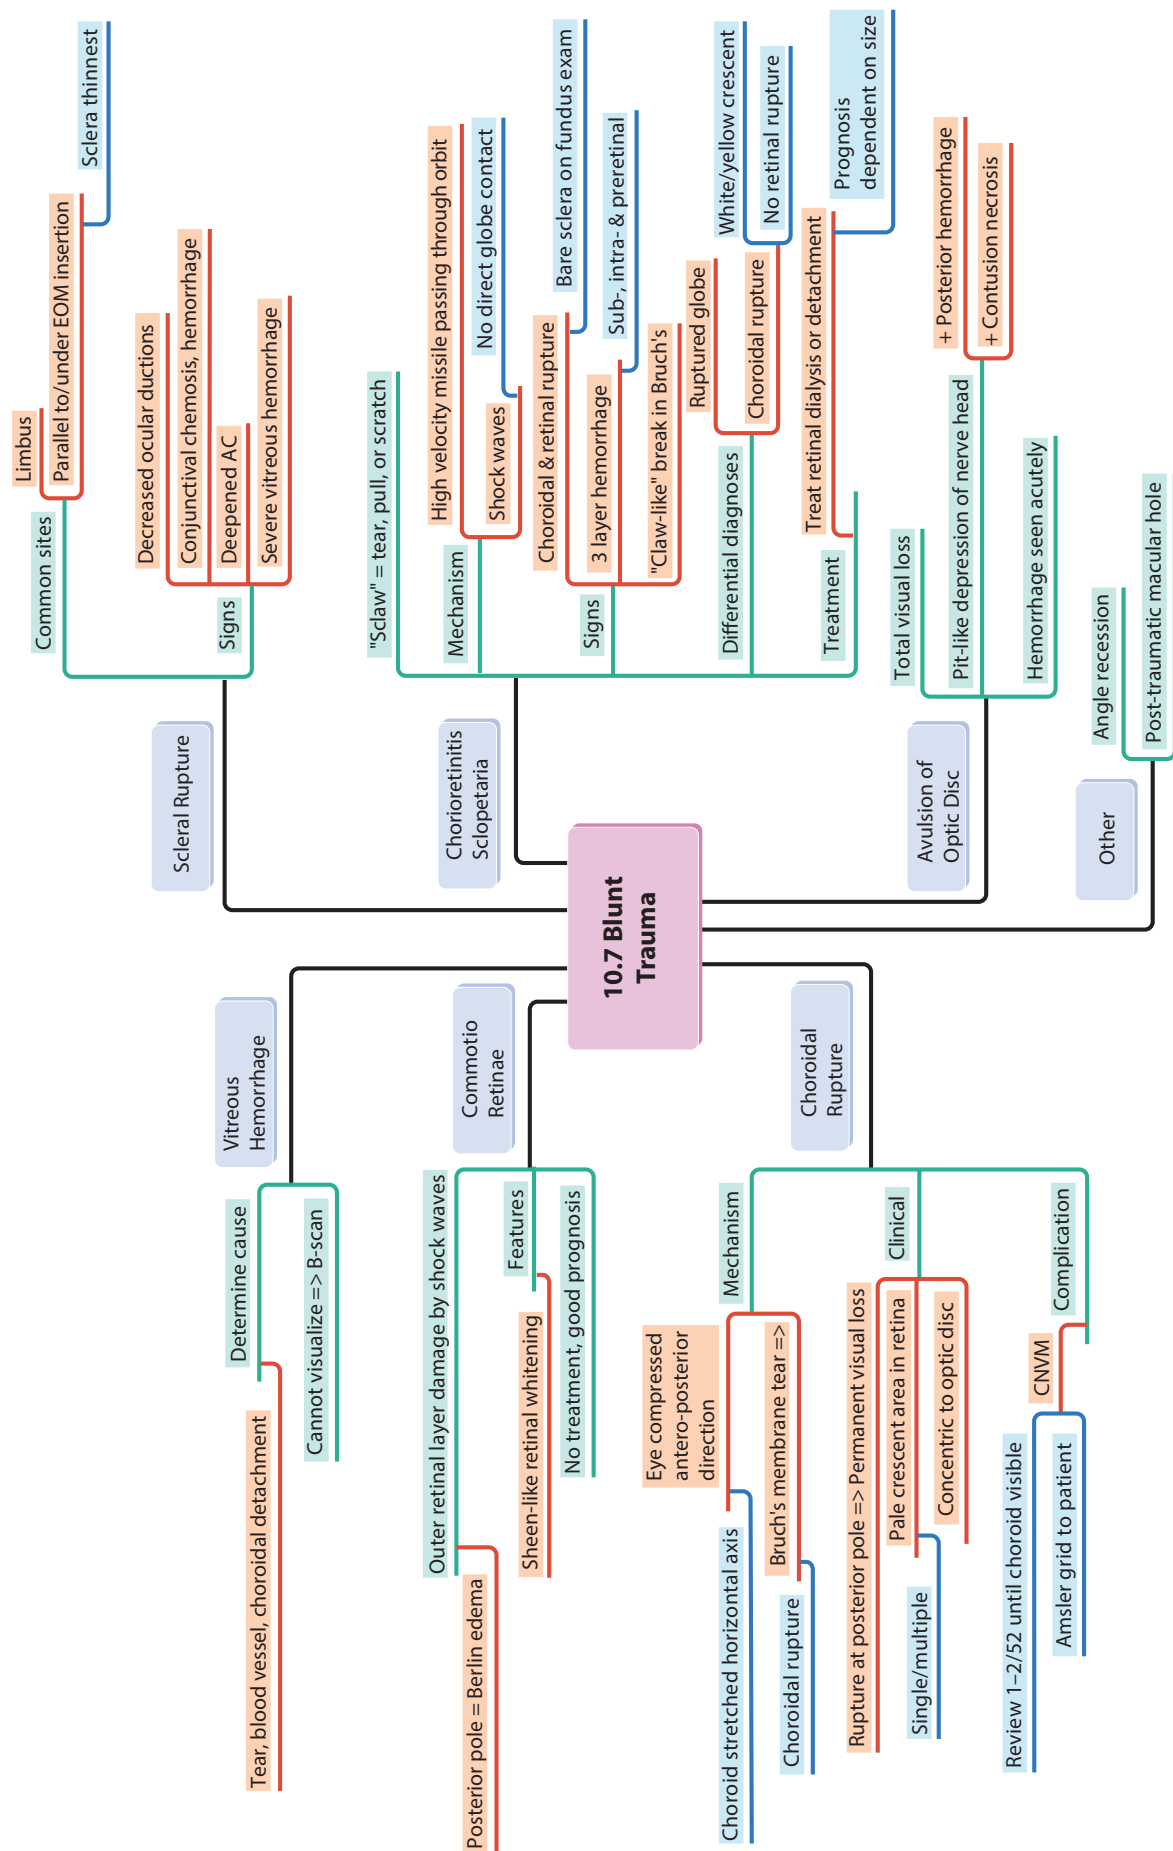 10.7 Blunt
Trauma
Vitreous
Hemorrhage
Determine cause
Tear, blood vessel, choroidal detachment
Cannot visualize => B-scan
Commotio
Retinae
Outer retinal layer damage by shock waves
Posterior pole = Berlin edema
Features
Sheen-like retinal whitening
No treatment, good prognosis
Choroidal
Rupture
Mechanism
Eye compressed
antero-posterior
direction
Choroid stretched horizontal axis
Bruch's membrane tear =>
Choroidal rupture
Clinical
Rupture at posterior pole => Permanent visual loss
Pale crescent area in retina
Single/multiple
Concentric to optic disc
Complication
CNVM
Review 1–2/52 until choroid visible
Amsler grid to patient
Scleral Rupture
Common sites
Limbus
Parallel to/under EOM insertion
Sclera thinnest
Signs
Decreased ocular ductions
Conjunctival chemosis, hemorrhage
Deepened AC
Severe vitreous hemorrhage
Chorioretinitis
Sclopetaria
"Sclaw" = tear, pull, or scratch
Mechanism
High velocity missile passing through orbit
Shock waves
No direct globe contact
Signs
Choroidal & retinal rupture
Bare sclera on fundus exam
3 layer hemorrhage
Sub-, intra- & preretinal
"Claw-like" break in Bruch's
Differential diagnoses
Ruptured globe
Choroidal rupture
White/yellow crescent
No retinal rupture
Treatment
Treat retinal dialysis or detachment
Prognosis
dependent on size
Avulsion of
Optic Disc
Total visual loss
Pit-like depression of nerve head
+ Posterior hemorrhage
+ Contusion necrosis
Hemorrhage seen acutely
Other
Angle recession
Post-traumatic macular hole